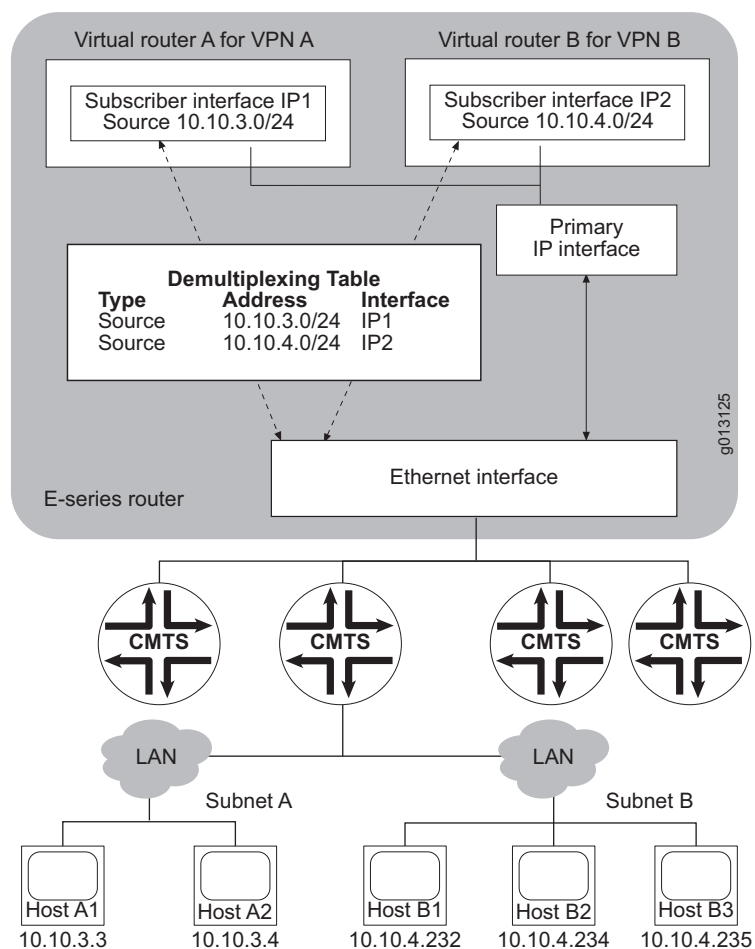 Virtual router A for VPN A
Virtual router B for VPN B
Subscriber interface IP1
Source 10.10.3.0/24
Subscriber interface IP2
Source 10.10.4.0/24
Primary
IP interface
Demultiplexing Table
Type Address Interface
Source 10.10.3.0/24 IP1
Source 10.10.4.0/24 IP2
g013125
Ethernet interface
E-series router
CMTS
CMTS
CMTS
CMTS
LAN
LAN
Subnet A
Subnet B
Host A1
Host A2
Host B1
Host B2
Host B3
10.10.3.3
10.10.3.4
10.10.4.232
10.10.4.234
10.10.4.235